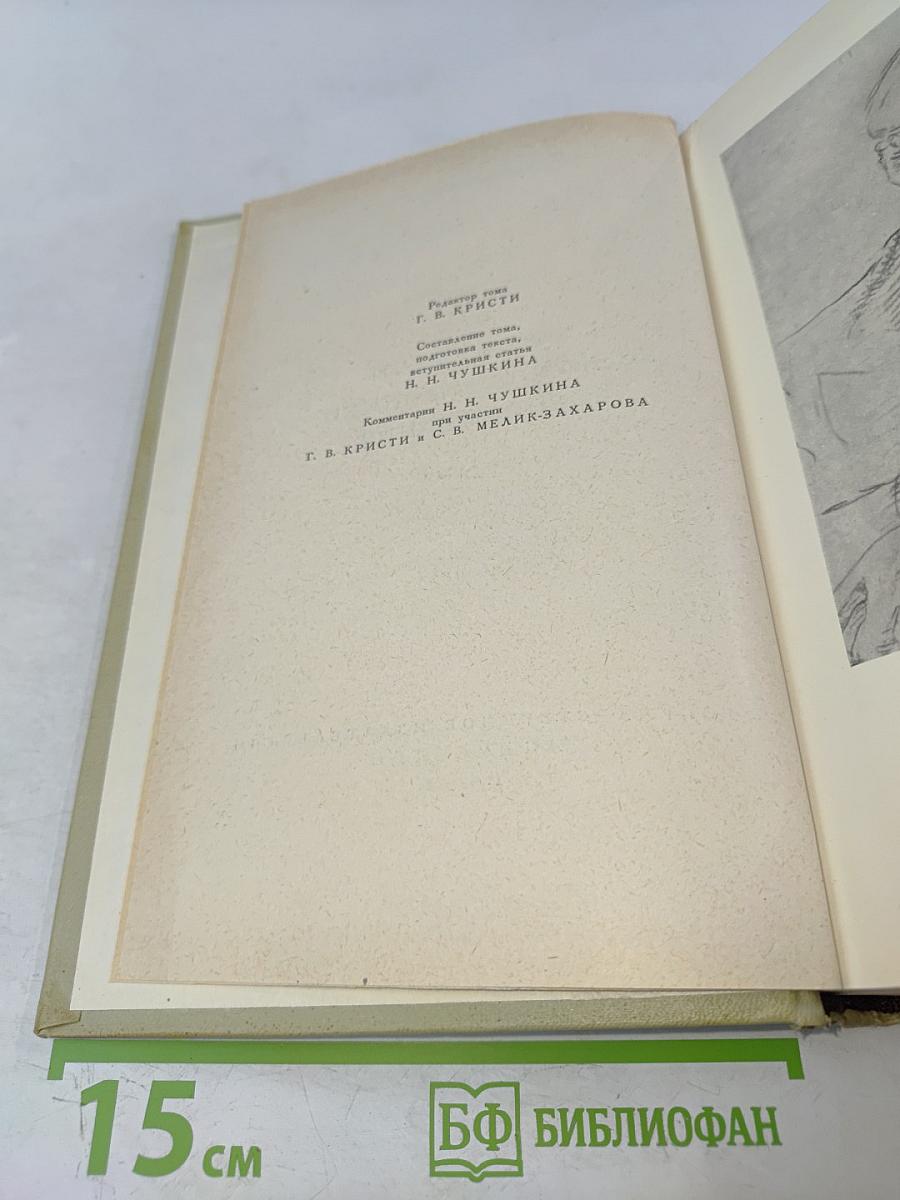 Редактор тома
Г. В. КРИСТИ
Составление тома,
подготовка текста,
вступительная статья
Н. Н. ЧУШКИНА
Комментарии Н. Н. ЧУШКИНА
при участии
Г. В. КРИСТИ и С. В. МЕЛИК-ЗАХАРОВА
15 см
БФ БИБЛИОФАН